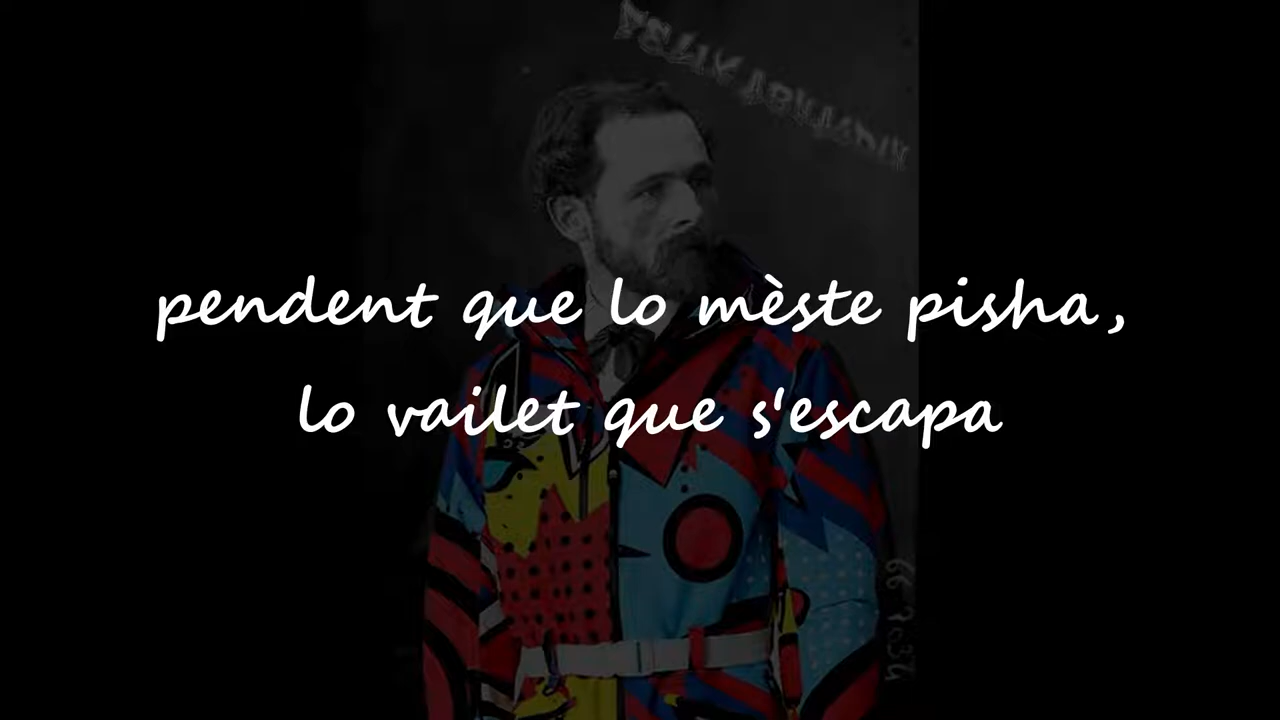 pendent que lo mèste pisha,
lo vailet que s'escapa